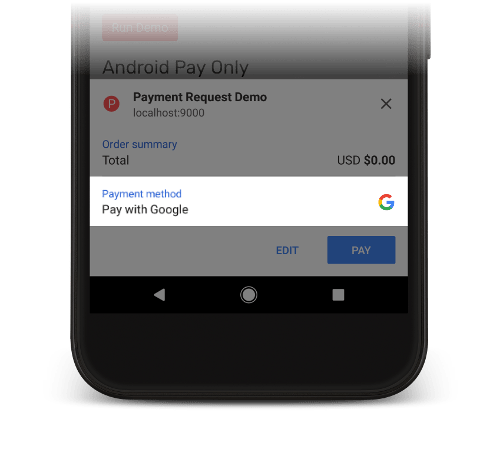 Run Demo
Android Pay Only
P
Payment Request Demo
localhost:9000
Order summary
Total USD $0.00
Payment method
Pay with Google
G
EDIT PAY